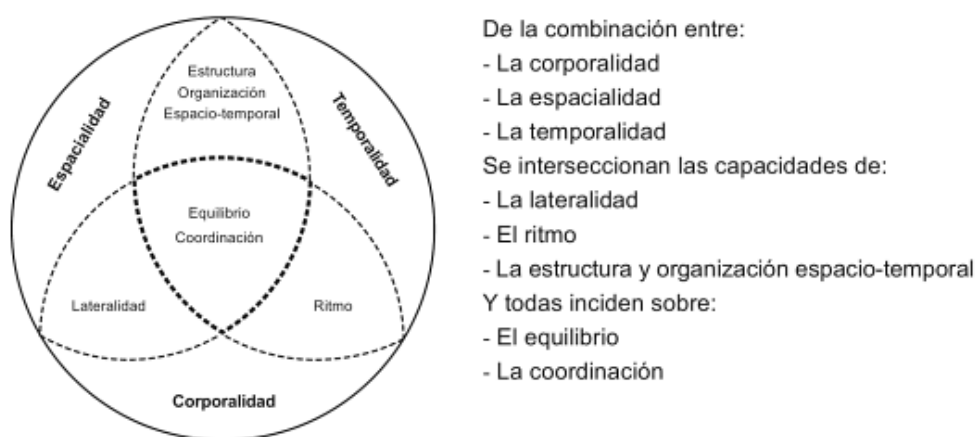 Estructura
Organización
Espacio-temporal
Espacialidad
Temporalidad
Equilibrio
Coordinación
Lateralidad
Ritmo
Corporalidad
De la combinación entre:
- La corporalidad
- La espacialidad
- La temporalidad
Se interseccionan las capacidades de:
- La lateralidad
- El ritmo
- La estructura y organización espacio-temporal
Y todas inciden sobre:
- El equilibrio
- La coordinación